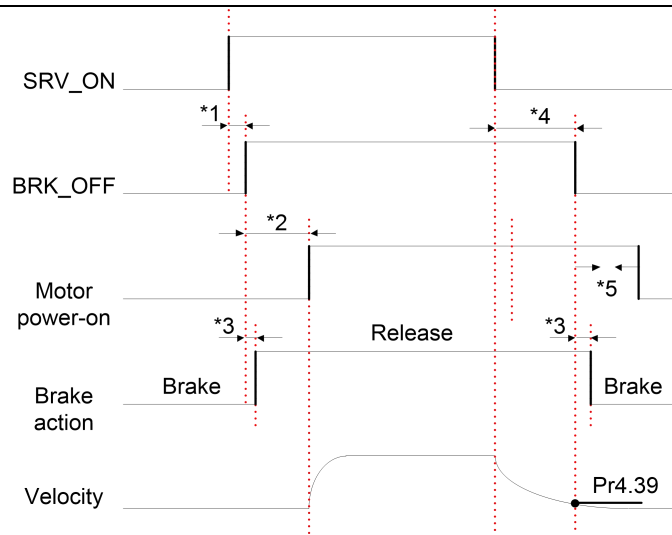 SRV_ON
*1
*4
BRK_OFF
*2
Motor
power-on
*5
*3
Release
*3
Brake
action
Brake
Brake
Velocity
Pr4.39